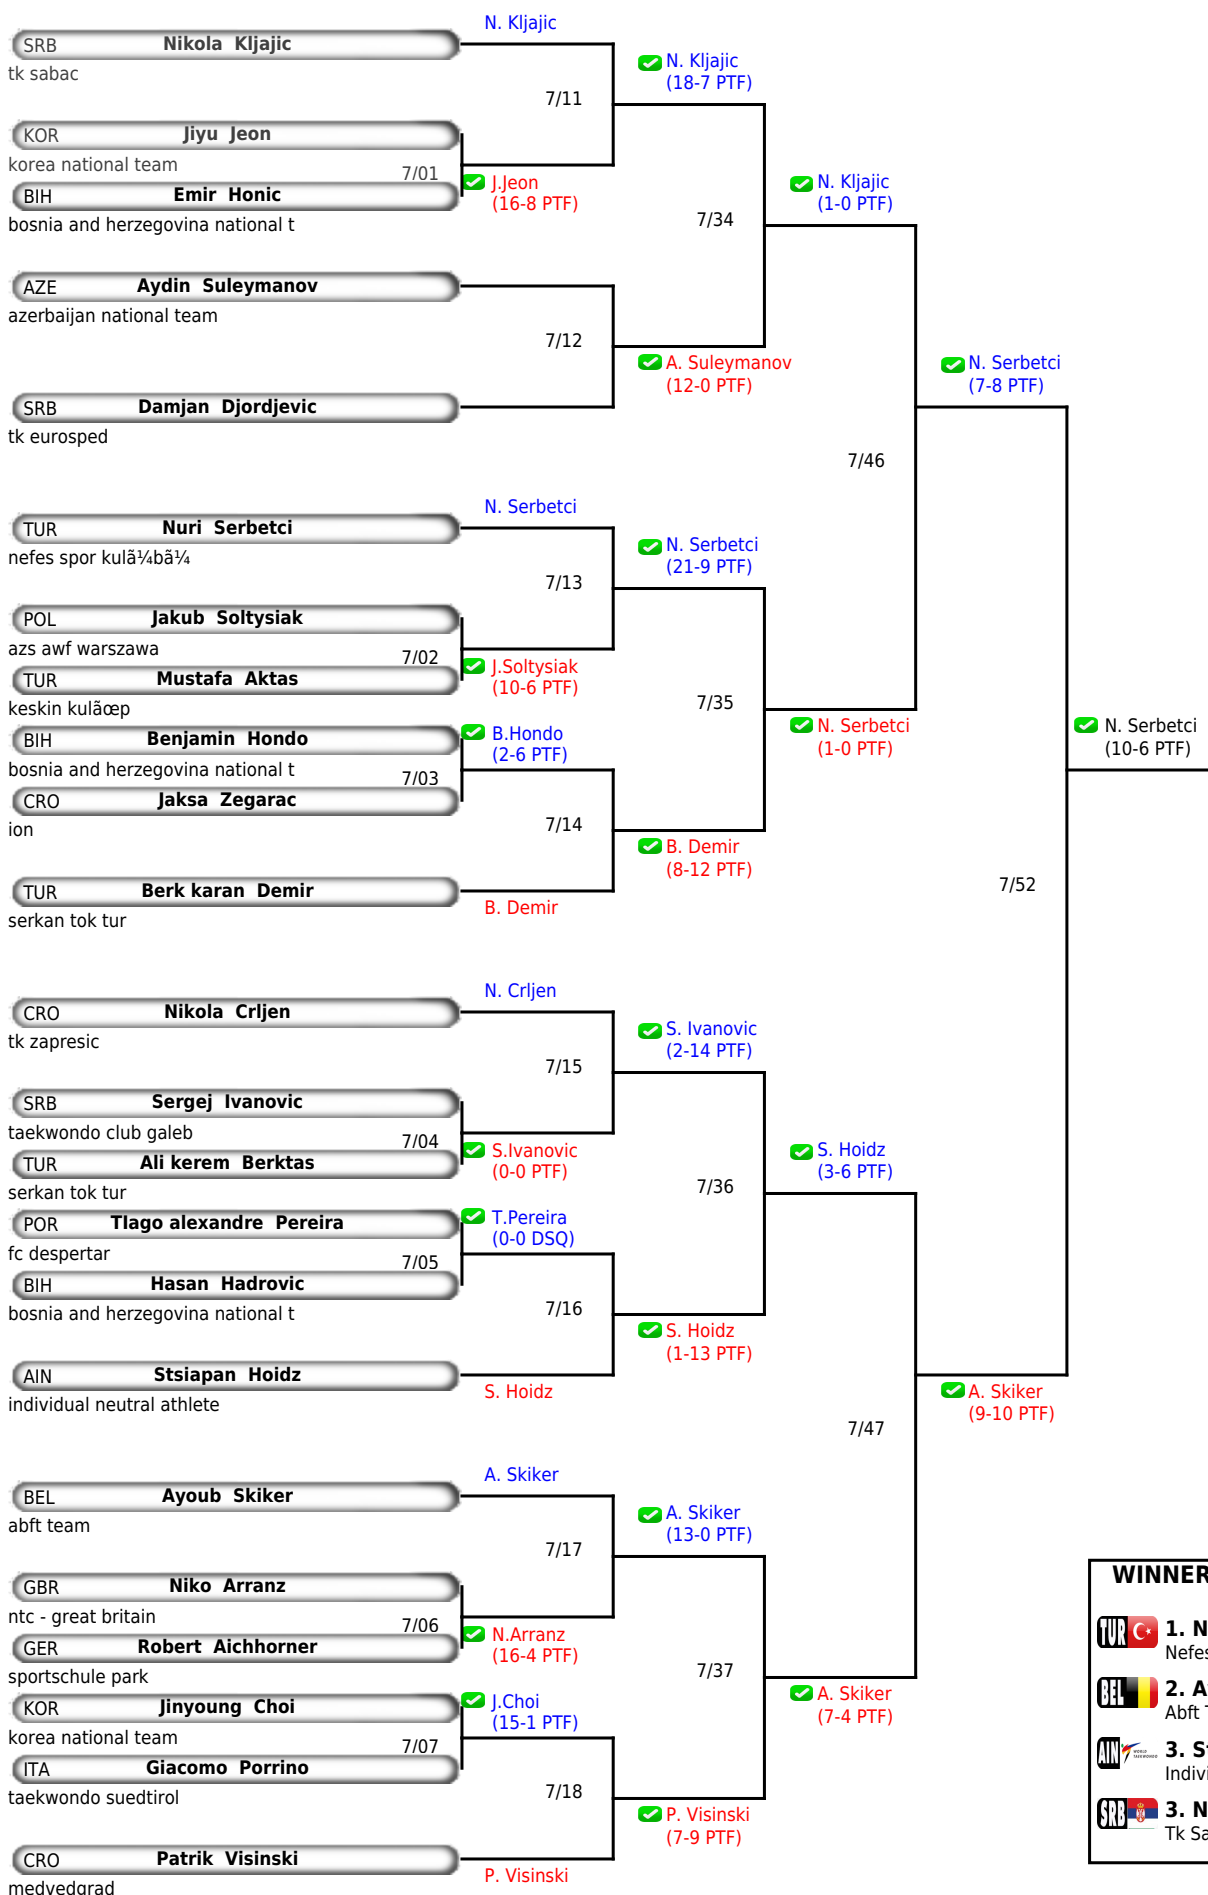 N. Kljajic
SRB Nikola Kljajic
tk sabac
N. Kljajic
(18-7 PTF)
7/11
KOR Jiyu Jeon
korea national team
7/01
J.Jeon
(16-8 PTF)
BIH Emir Honic
bosnia and herzegovina national t
N. Kljajic
(1-0 PTF)
7/34
AZE Aydin Suleymanov
azerbaijan national team
7/12
A. Suleymanov
(12-0 PTF)
N. Serbetci
(7-8 PTF)
SRB Damjan Djordjevic
tk eurosped
7/46
N. Serbetci
TUR Nuri Serbetci
nefes spor kulã¼bã¼
N. Serbetci
(21-9 PTF)
7/13
POL Jakub Soltysiak
azs awf warszawa
7/02
J.Soltysiak
(10-6 PTF)
TUR Mustafa Aktas
keskin kulãœp
7/35
BIH Benjamin Hondo
bosnia and herzegovina national t
B.Hondo
(2-6 PTF)
N. Serbetci
(1-0 PTF)
N. Serbetci
(10-6 PTF)
7/03
CRO Jaksa Zegarac
ion
7/14
B. Demir
(8-12 PTF)
TUR Berk karan Demir
serkan tok tur
B. Demir
7/52
N. Crljen
CRO Nikola Crljen
tk zapresic
S. Ivanovic
(2-14 PTF)
7/15
SRB Sergej Ivanovic
taekwondo club galeb
7/04
S.Ivanovic
(0-0 PTF)
TUR Ali kerem Berktas
serkan tok tur
S. Hoidz
(3-6 PTF)
7/36
POR TIago alexandre Pereira
fc despertar
T.Pereira
(0-0 DSQ)
7/05
BIH Hasan Hadrovic
bosnia and herzegovina national t
7/16
S. Hoidz
(1-13 PTF)
AIN Stsiapan Hoidz
individual neutral athlete
S. Hoidz
A. Skiker
(9-10 PTF)
7/47
A. Skiker
BEL Ayoub Skiker
abft team
A. Skiker
(13-0 PTF)
7/17
GBR Niko Arranz
ntc - great britain
7/06
N.Arranz
(16-4 PTF)
GER Robert Aichhorner
sportschule park
7/37
KOR Jinyoung Choi
korea national team
J.Choi
(15-1 PTF)
A. Skiker
(7-4 PTF)
7/07
ITA Giacomo Porrino
taekwondo suedtirol
7/18
P. Visinski
(7-9 PTF)
CRO Patrik Visinski
medvedgrad
P. Visinski
WINNER
TUR 1. N
Nefes
BEL 2. A
Abft T
AIN 3. St
Indivi
SRB 3. N
Tk Sa